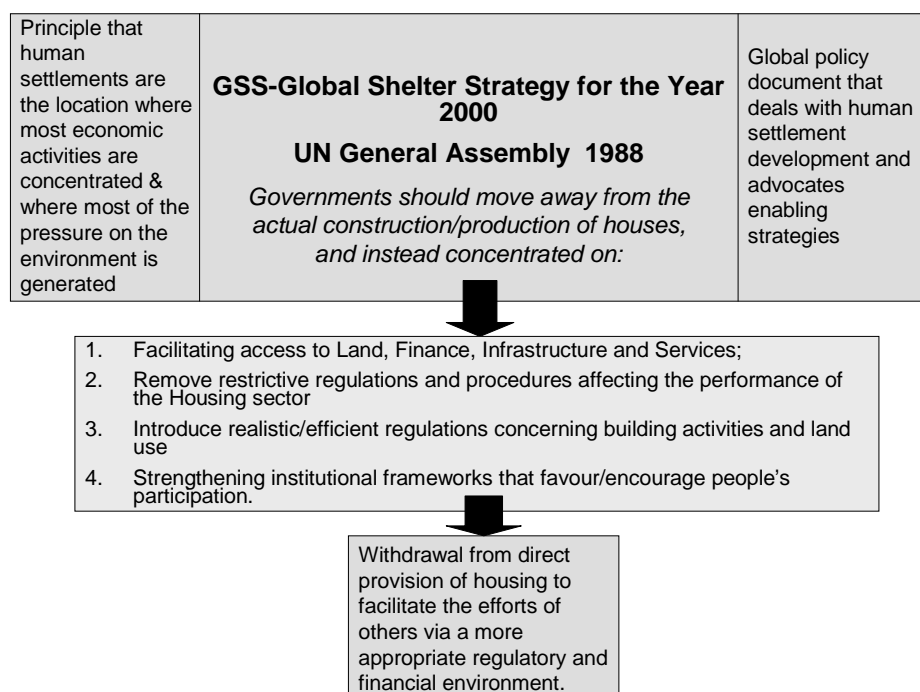 Principle that
human
settlements are
the location where
most economic
activities are
concentrated &
where most of the
pressure on the
environment is
generated
GSS-Global Shelter Strategy for the Year
2000
UN General Assembly 1988
Governments should move away from the
actual construction/production of houses,
and instead concentrated on:
Global policy
document that
deals with human
settlement
development and
advocates
enabling
strategies
1. Facilitating access to Land, Finance, Infrastructure and Services;
2. Remove restrictive regulations and procedures affecting the performance of
the Housing sector
3. Introduce realistic/efficient regulations concerning building activities and land
use
4. Strengthening institutional frameworks that favour/encourage people's
participation.
Withdrawal from direct
provision of housing to
facilitate the efforts of
others via a more
appropriate regulatory and
financial environment.